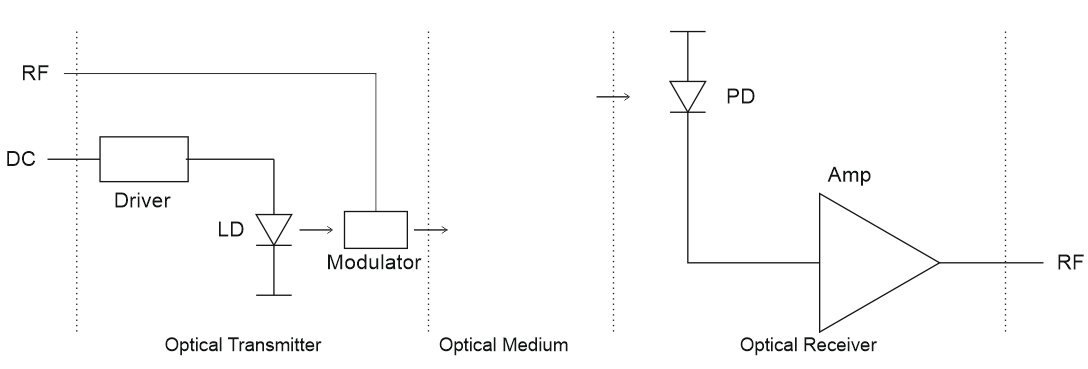 RF
DC
Driver
LD
Modulator
PD
Amp
RF
Optical Transmitter
Optical Medium
Optical Receiver